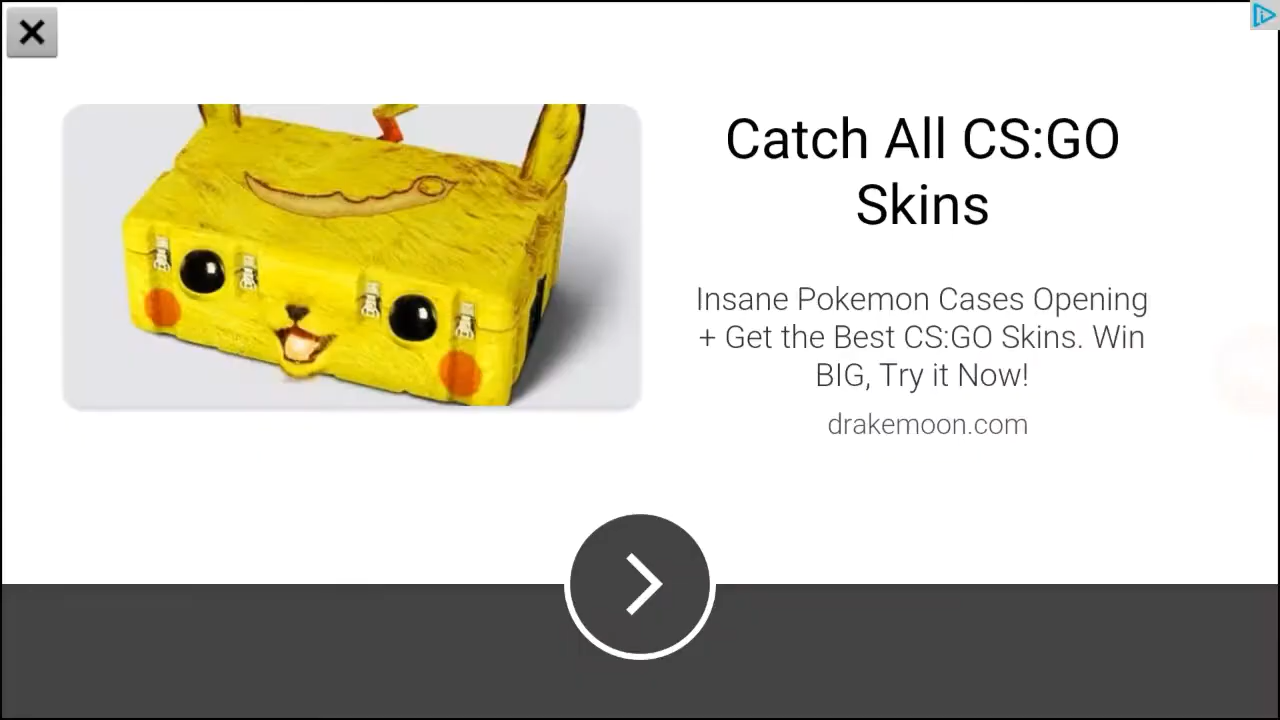 Catch All CS:GO
Skins
Insane Pokemon Cases Opening
+ Get the Best CS:GO Skins. Win
BIG, Try it Now!
drakemoon.com